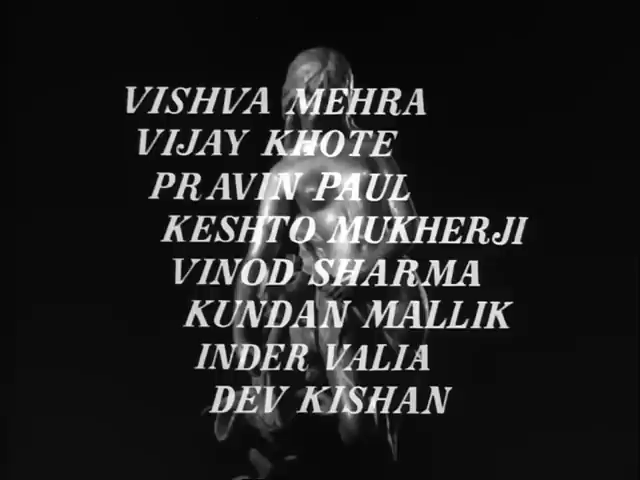 VISHVA MEHRA
VIJAY KHOTE
PRAVIN PAUL
KESHTO MUKHERJI
VINOD SHARMA
KUNDAN MALLIK
INDER VALIA
DEV KISHAN